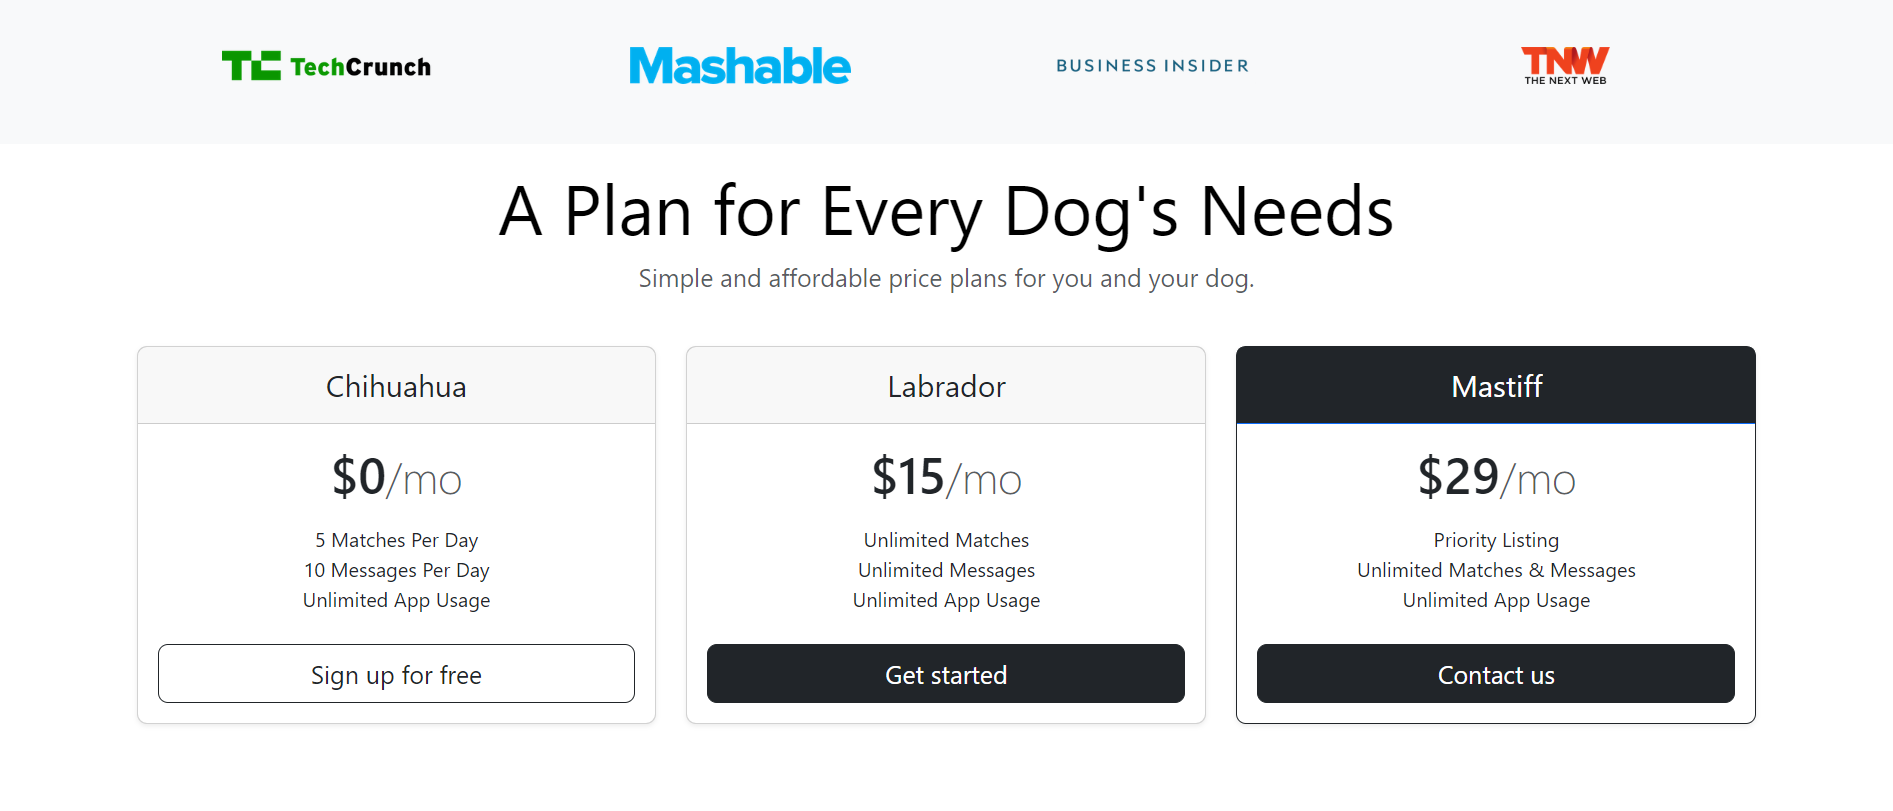 TC TechCrunch
Mashable
BUSINESS INSIDER
TNW
THE NEXT WEB
A Plan for Every Dog's Needs
Simple and affordable price plans for you and your dog.
Chihuahua
$0/mo
5 Matches Per Day
10 Messages Per Day
Unlimited App Usage
Sign up for free
Labrador
$15/mo
Unlimited Matches
Unlimited Messages
Unlimited App Usage
Get started
Mastiff
$29/mo
Priority Listing
Unlimited Matches & Messages
Unlimited App Usage
Contact us